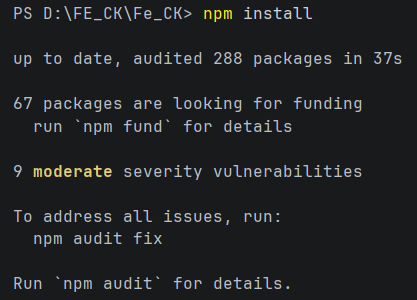 PS D:\FE_CK\Fe_CK> npm install
up to date, audited 288 packages in 37s
67 packages are looking for funding
run `npm fund` for details
9 moderate severity vulnerabilities
To address all issues, run:
npm audit fix
Run `npm audit` for details.